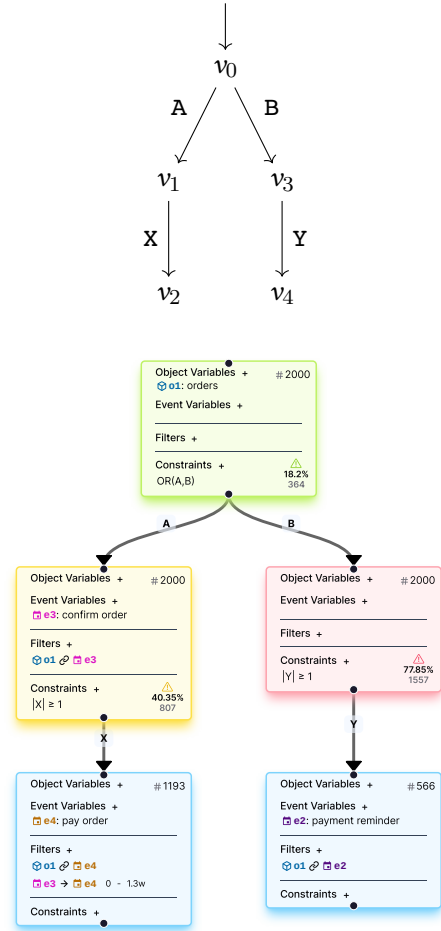 v0
A B
v1 v3
X Y
v2 v4
Object Variables + #2000
o1: orders
Event Variables +
Filters +
Constraints +
OR(A,B)
18.2%
364
A B
Object Variables + #2000
Event Variables +
e3: confirm order
Filters +
o1 e3
Constraints +
|X| ≥ 1
40.35%
807
Object Variables + #2000
Event Variables +
Filters +
Constraints +
|Y| ≥ 1
77.85%
1557
X Y
Object Variables + #1193
Event Variables +
e4: pay order
Filters +
o1 e4
e3 → e4 0 - 1.3w
Constraints +
Object Variables + #566
Event Variables +
e2: payment reminder
Filters +
o1 e2
Constraints +